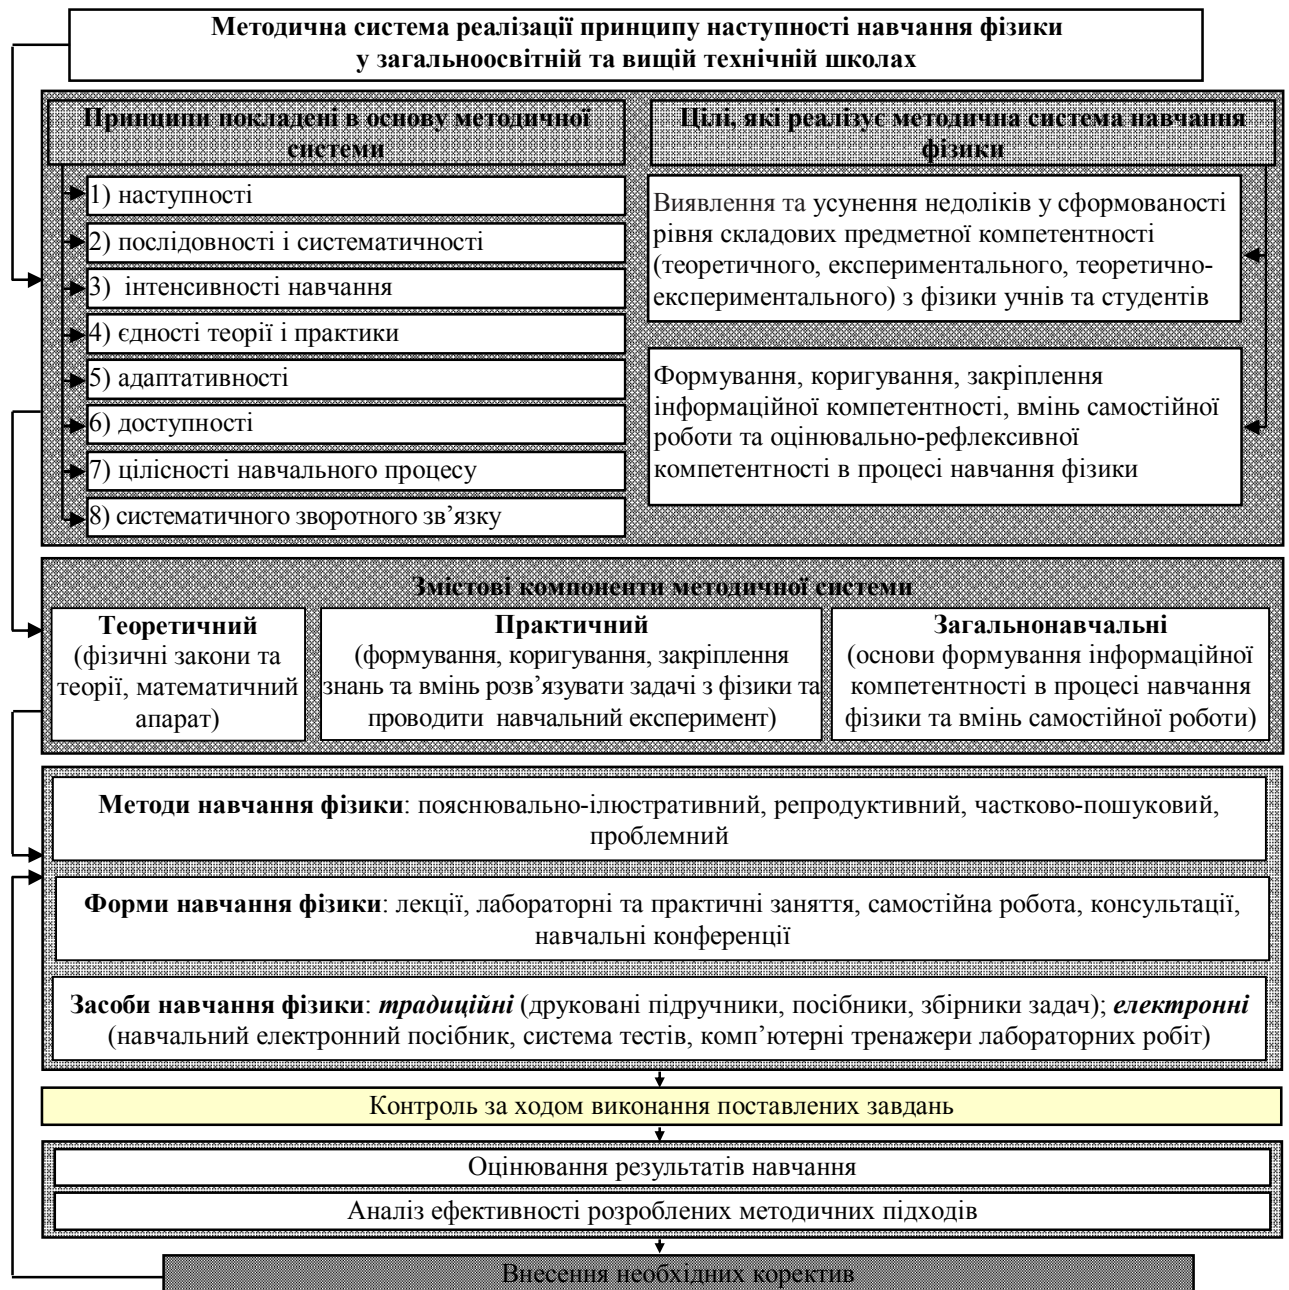 Методична система реалізації принципу наступності навчання фізики
у загальноосвітній та вищій технічній школах
Принципи покладені в основу методичної
системи
1) наступності
2) послідовності і систематичності
3) інтенсивності навчання
4) єдності теорії і практики
5) адаптативності
6) доступності
7) цілісності навчального процесу
8) систематичного зворотного зв’язку
Цілі, які реалізує методична система навчання
фізики
Виявлення та усунення недоліків у сформованості
рівня складових предметної компетентності
(теоретичного, експериментального, теоретично-
експериментального) з фізики учнів та студентів
Формування, коригування, закріплення
інформаційної компетентності, вмінь самостійної
роботи та оцінювально-рефлексивної
компетентності в процесі навчання фізики
Змістові компоненти методичної системи
Теоретичний
(фізичні закони та
теорії, математичний
апарат)
Практичний
(формування, коригування, закріплення
знань та вмінь розв’язувати задачі з фізики та
проводити навчальний експеримент)
Загальнонавчальні
(основи формування інформаційної
компетентності в процесі навчання
фізики та вмінь самостійної роботи)
Методи навчання фізики: пояснювально-ілюстративний, репродуктивний, частково-пошуковий,
проблемний
Форми навчання фізики: лекції, лабораторні та практичні заняття, самостійна робота, консультації,
навчальні конференції
Засоби навчання фізики: традиційні (друковані підручники, посібники, збірники задач); електронні
(навчальний електронний посібник, система тестів, комп’ютерні тренажери лабораторних робіт)
Контроль за ходом виконання поставлених завдань
Оцінювання результатів навчання
Аналіз ефективності розроблених методичних підходів
Внесення необхідних коректив